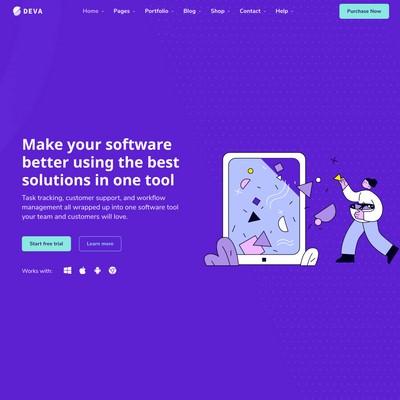 DEVA
Home Pages Portfolio Blog Shop Contact Help
Purchase Now
Make your software
better using the best
solutions in one tool
Task tracking, customer support, and workflow
management all wrapped up into one software tool
your team and customers will love.
Start free trial
Learn more
Works with: